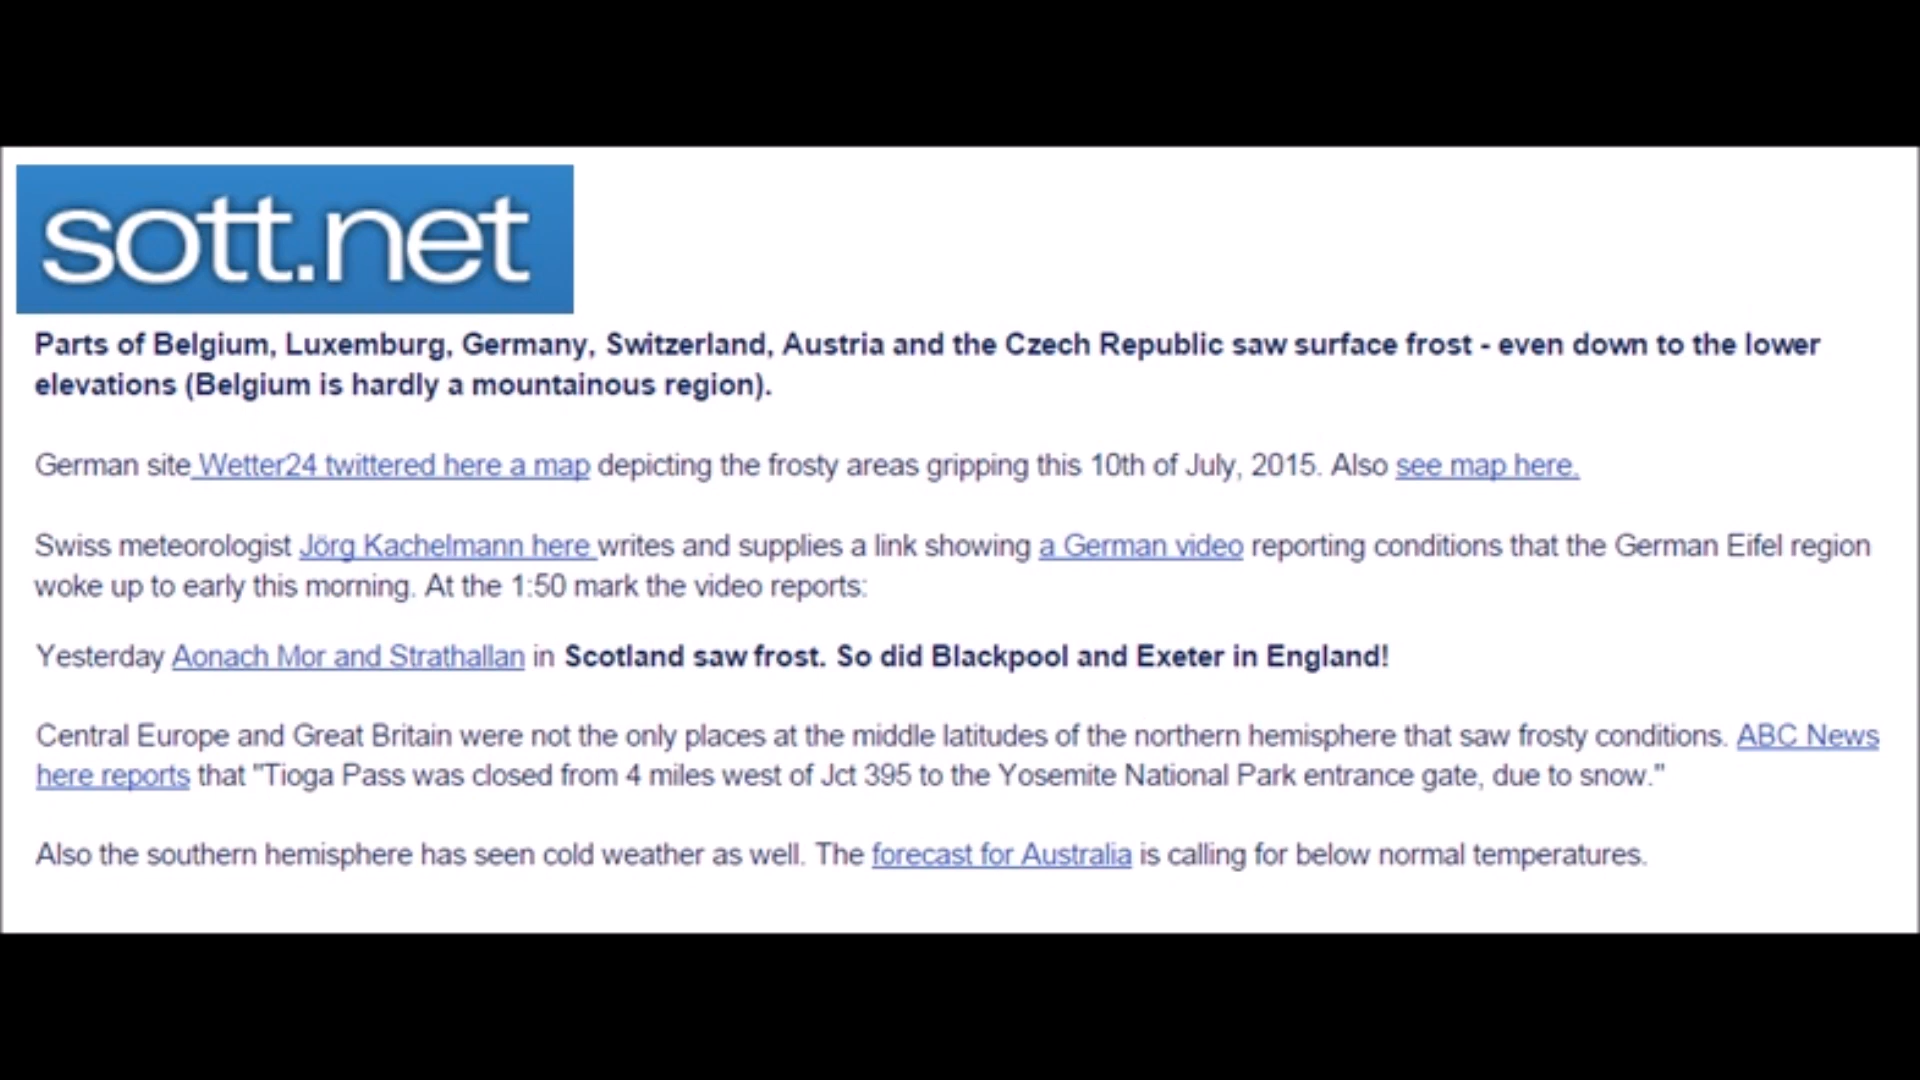 sott.net
Parts of Belgium, Luxemburg, Germany, Switzerland, Austria and the Czech Republic saw surface frost - even down to the lower
elevations (Belgium is hardly a mountainous region).
German site Wetter24 twittered here a map depicting the frosty areas gripping this 10th of July, 2015. Also see map here.
Swiss meteorologist Jörg Kachelmann here writes and supplies a link showing a German video reporting conditions that the German Eifel region
woke up to early this morning. At the 1:50 mark the video reports:
Yesterday Aonach Mor and Strathallan in Scotland saw frost. So did Blackpool and Exeter in England!
Central Europe and Great Britain were not the only places at the middle latitudes of the northern hemisphere that saw frosty conditions. ABC News
here reports that "Tioga Pass was closed from 4 miles west of Jct 395 to the Yosemite National Park entrance gate, due to snow."
Also the southern hemisphere has seen cold weather as well. The forecast for Australia is calling for below normal temperatures.